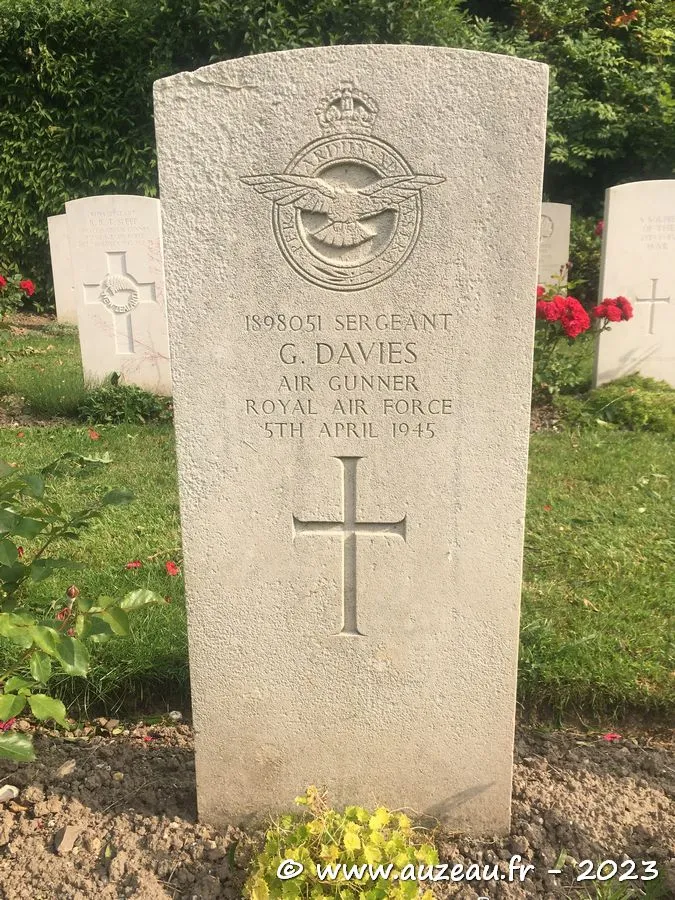 1898051 SERGEANT
G. DAVIES
AIR GUNNER
ROYAL AIR FORCE
5TH APRIL 1945
© www.auzeau.fr - 2023